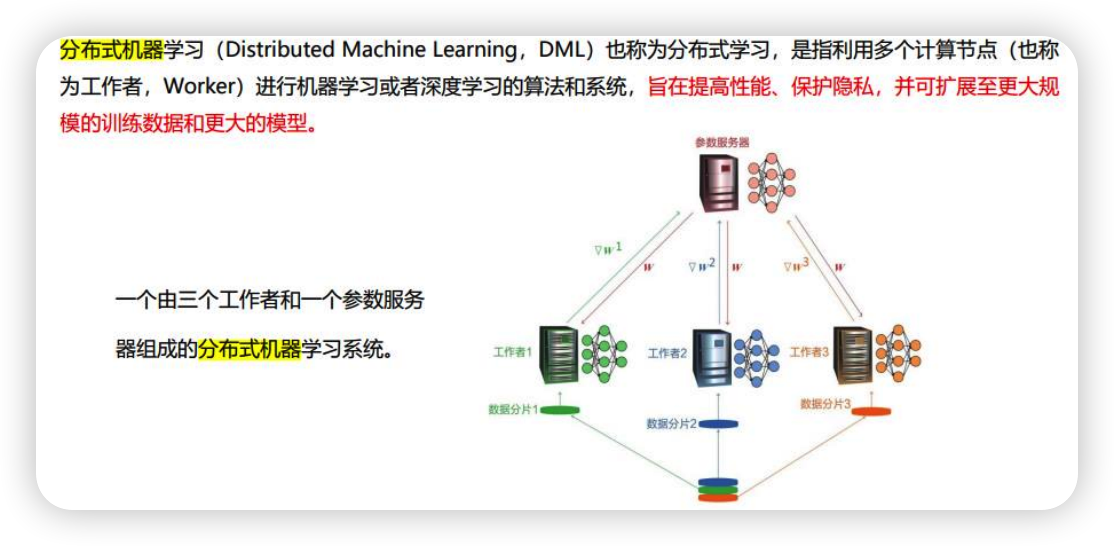 分布式机器学习（Distributed Machine Learning，DML）也称为分布式学习，是指利用多个计算节点（也称
为工作者，Worker）进行机器学习或者深度学习的算法和系统，旨在提高性能、保护隐私，并可扩展至更大规
模的训练数据和更大的模型。
参数服务器
∇w¹
w
∇w²
w
∇w³
w
一个由三个工作者和一个参数服务
器组成的分布式机器学习系统。
工作者1
工作者2
工作者3
数据分片1
数据分片2
数据分片3